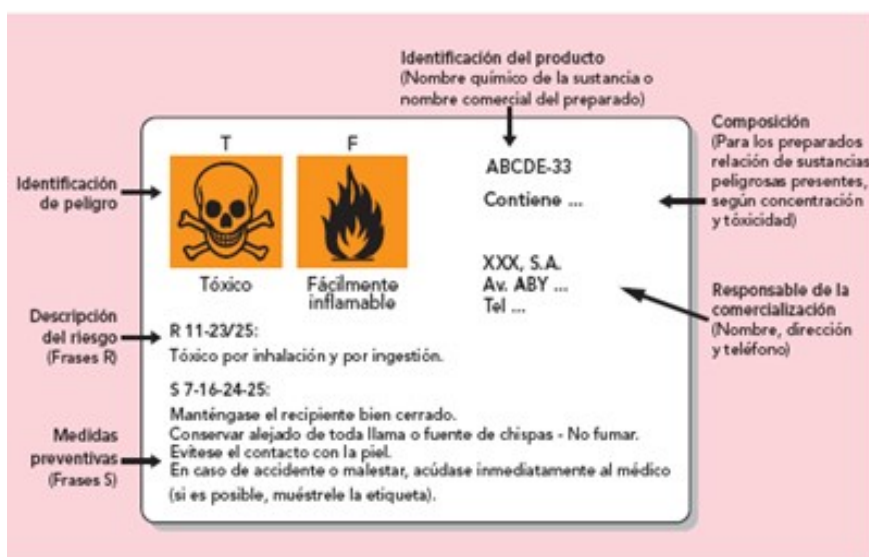 Identificación del producto
(Nombre químico de la sustancia o
nombre comercial del preparado)
Composición
(Para los preparados
relación de sustancias
peligrosas presentes,
según concentración
y tóxicidad)
Responsable de la
comercialización
(Nombre, dirección
y teléfono)
Identificación
de peligro
Descripción
del riesgo
(Frases R)
Medidas
preventivas
(Frases S)
T
F
Tóxico
Fácilmente
inflamable
ABCDE-33
Contiene ...
XXX, S.A.
Av. ABY ...
Tel ...
R 11-23/25:
Tóxico por inhalación y por ingestión.
S 7-16-24-25:
Manténgase el recipiente bien cerrado.
Conservar alejado de toda llama o fuente de chispas - No fumar.
Evítese el contacto con la piel.
En caso de accidente o malestar, acúdase inmediatamente al médico
(si es posible, muéstrele la etiqueta).